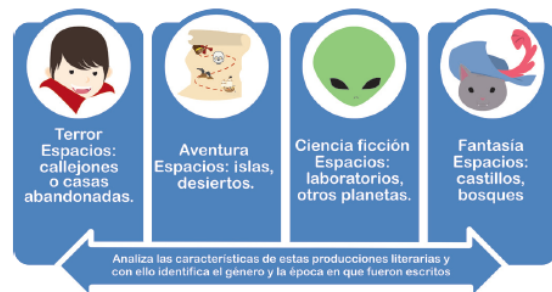 Terror
Espacios:
callejones
o casas
abandonadas.
Aventura
Espacios: islas,
desiertos.
Ciencia ficción
Espacios:
laboratorios,
otros planetas.
Fantasía
Espacios:
castillos,
bosques
Analiza las características de estas producciones literarias y
con ello identifica el género y la época en que fueron escritos